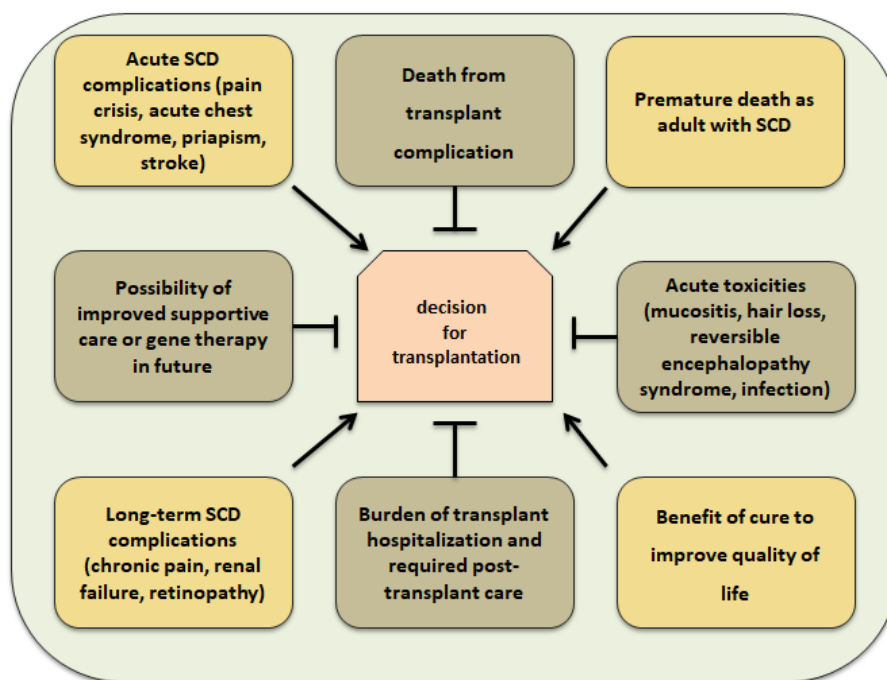 Acute SCD
complications (pain
crisis, acute chest
syndrome, priapism,
stroke)
Death from
transplant
complication
Premature death as
adult with SCD
Possibility of
improved supportive
care or gene therapy
in future
decision
for
transplantation
Acute toxicities
(mucositis, hair loss,
reversible
encephalopathy
syndrome, infection)
Long-term SCD
complications
(chronic pain, renal
failure, retinopathy)
Burden of transplant
hospitalization and
required post-
transplant care
Benefit of cure to
improve quality of
life